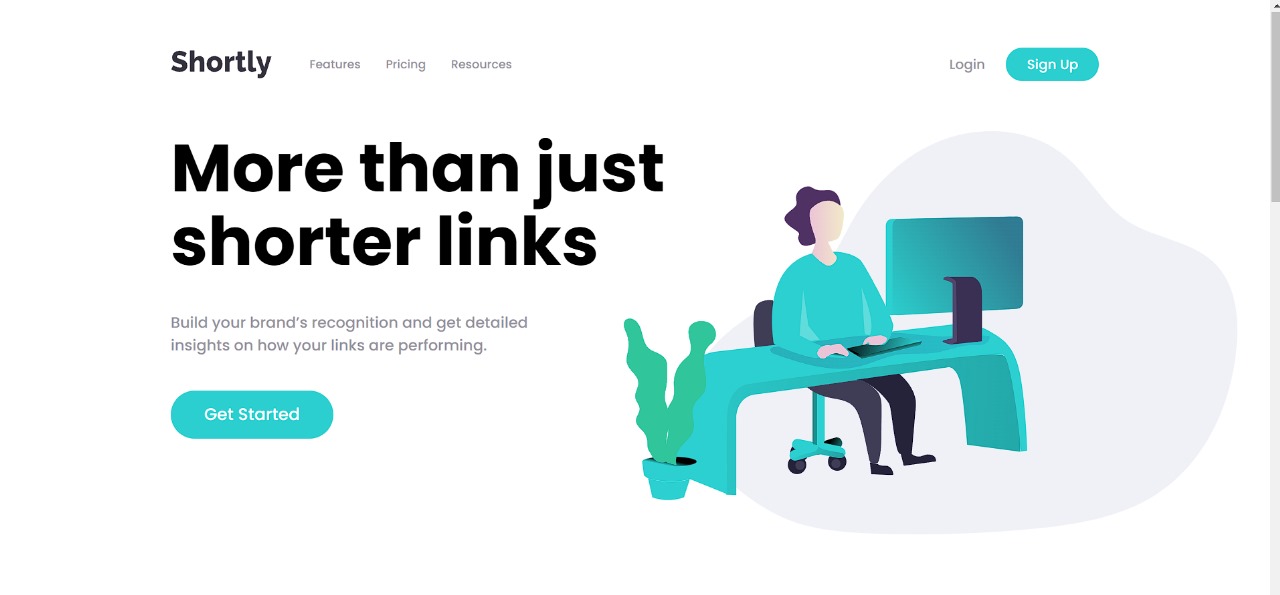 Shortly Features Pricing Resources Login Sign Up
More than just
shorter links
Build your brand’s recognition and get detailed
insights on how your links are performing.
Get Started